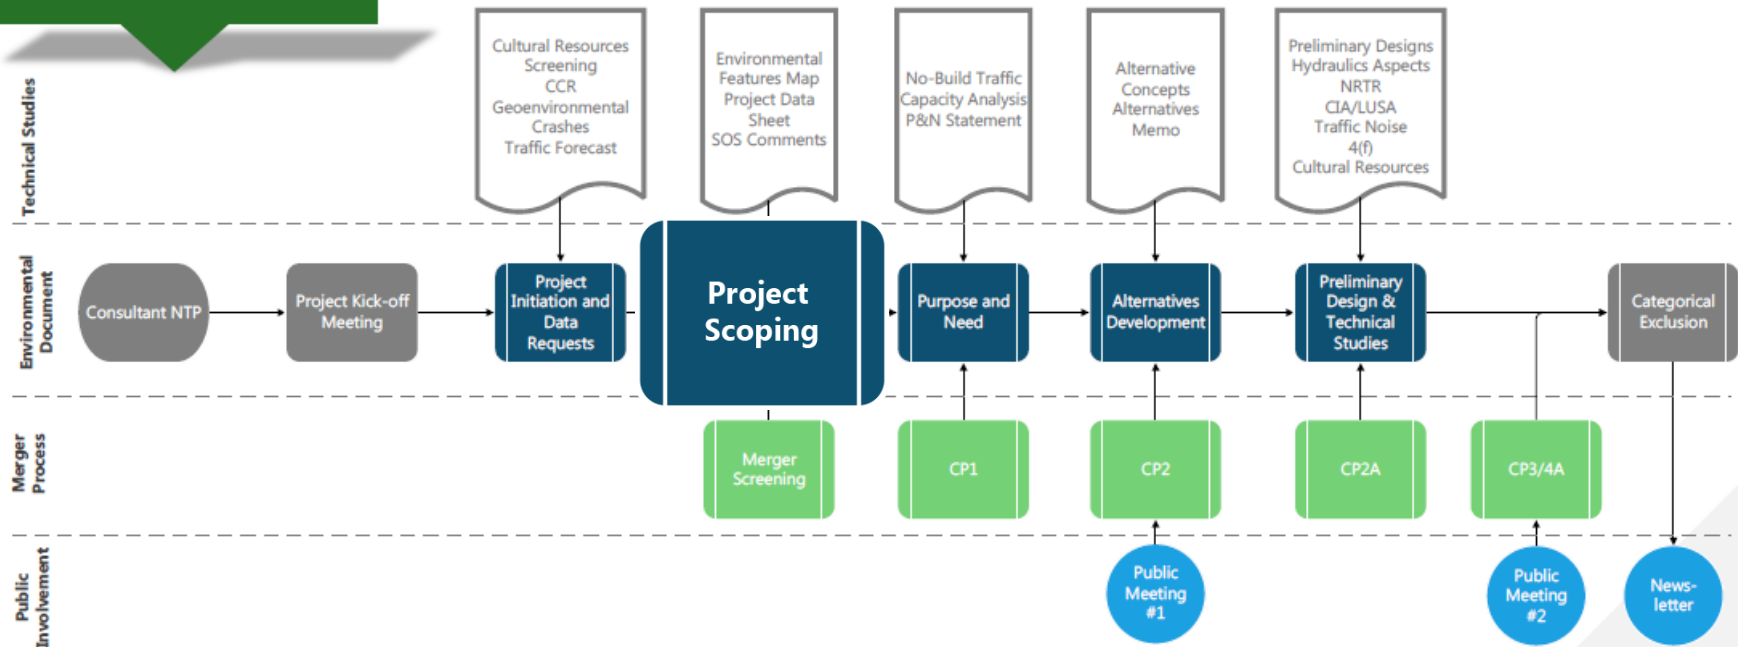 Technical Studies
Cultural Resources
Screening
CCR
Geoenvironmental
Crashes
Traffic Forecast
Environmental
Features Map
Project Data
Sheet
SOS Comments
No-Build Traffic
Capacity Analysis
P&N Statement
Alternative
Concepts
Alternatives
Memo
Preliminary Designs
Hydraulics Aspects
NRTR
CIA/LUSA
Traffic Noise
4(f)
Cultural Resources
Environmental
Document
Consultant NTP
Project Kick-off
Meeting
Project
Initiation and
Data
Requests
Project
Scoping
Purpose and
Need
Alternatives
Development
Preliminary
Design &
Technical
Studies
Categorical
Exclusion
Merger
Process
Merger
Screening
CP1
CP2
CP2A
CP3/4A
Public
Involvement
Public
Meeting
#1
Public
Meeting
#2
News-
letter